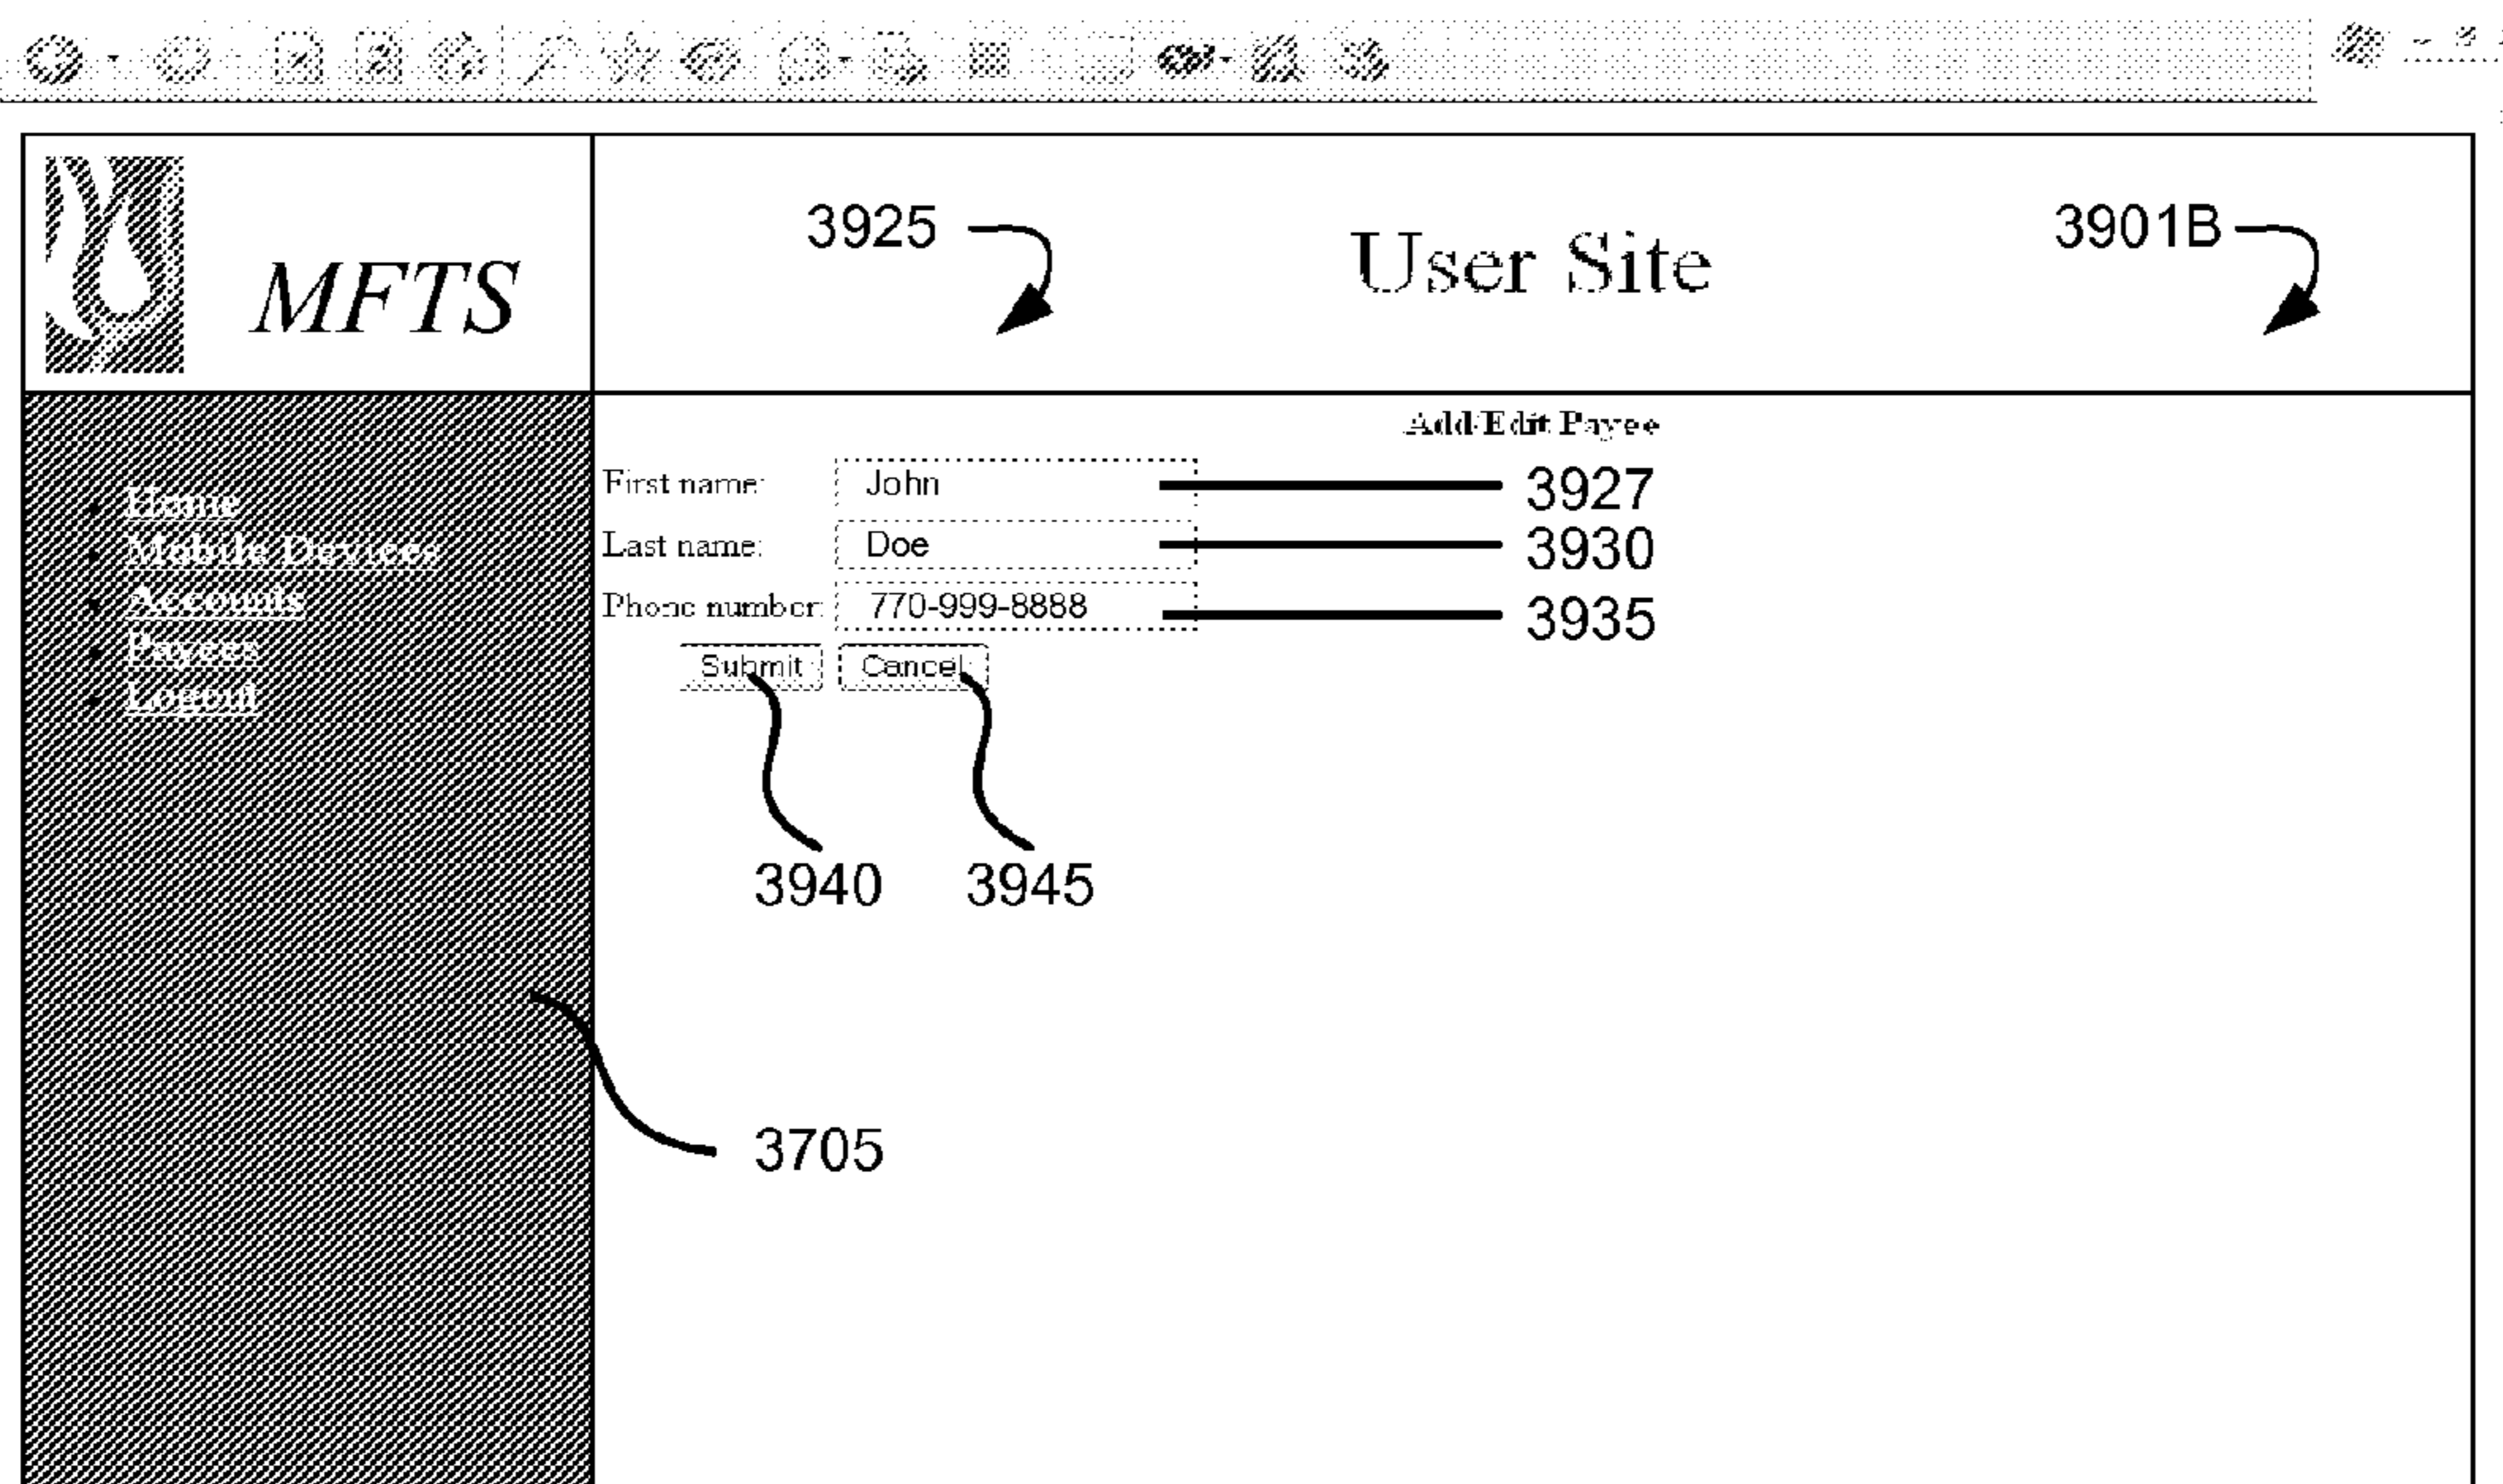 3925
User Site
3901B
MFTS
Add/Edit Payee
First name: John 3927
Last name: Doe 3930
Phone number: 770-999-8888 3935
Submit Cancel
Home
Mobile Devices
Accounts
Payees
Logout
3940 3945
3705